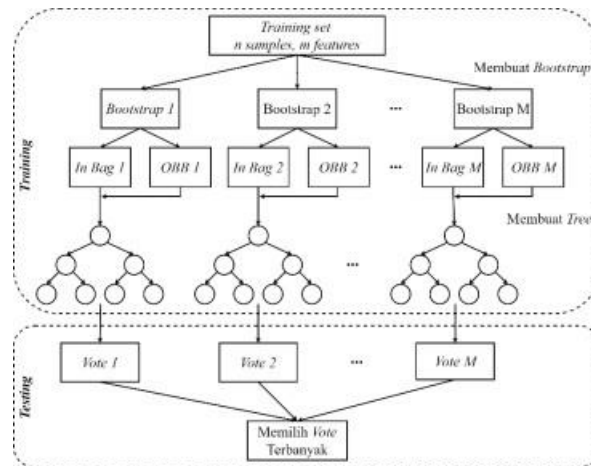 Training set
n samples, m features
Membuat Bootstrap
Bootstrap 1
Bootstrap 2
...
Bootstrap M
In Bag 1
OBB 1
In Bag 2
OBB 2
...
In Bag M
OBB M
Training
Membuat Tree
...
Vote 1
Vote 2
...
Vote M
Testing
Memilih Vote
Terbanyak